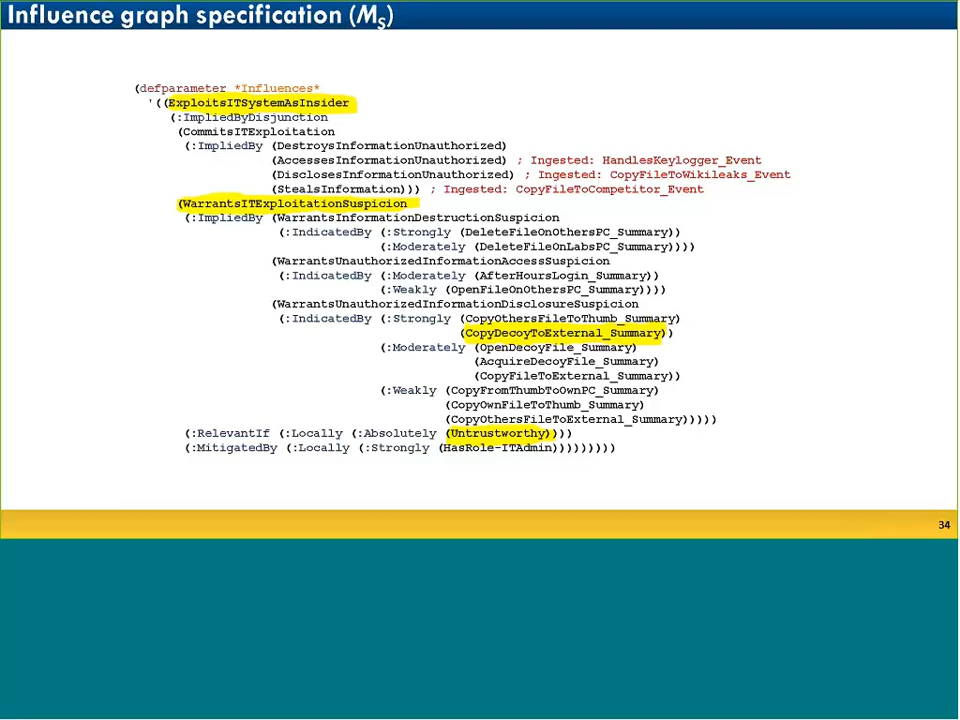 Influence graph specification (MS)
(defparameter *Influences*
'((ExploitsITSystemAsInsider
(:ImpliedByDisjunction
(CommitsITExploitation
(:ImpliedBy (DestroysInformationUnauthorized)
(AccessesInformationUnauthorized) ; Ingested: HandlesKeylogger_Event
(DisclosesInformationUnauthorized) ; Ingested: CopyFileToWikileaks_Event
(StealsInformation))) ; Ingested: CopyFileToCompetitor_Event
(WarrantsITExploitationSuspicion
(:ImpliedBy (WarrantsInformationDestructionSuspicion
(:IndicatedBy (:Strongly (DeleteFileOnOthersPC_Summary))
(:Moderately (DeleteFileOnLabsPC_Summary))))
(WarrantsUnauthorizedInformationAccessSuspicion
(:IndicatedBy (:Moderately (AfterHoursLogin_Summary))
(:Weakly (OpenFileOnOthersPC_Summary))))
(WarrantsUnauthorizedInformationDisclosureSuspicion
(:IndicatedBy (:Strongly (CopyOthersFileToThumb_Summary)
(CopyDecoyToExternal_Summary))
(:Moderately (OpenDecoyFile_Summary)
(AcquireDecoyFile_Summary)
(CopyFileToExternal_Summary))
(:Weakly (CopyFromThumbToOwnPC_Summary)
(CopyOwnFileToThumb_Summary)
(CopyOthersFileToExternal_Summary)))))
(:RelevantIf (:Locally (:Absolutely (Untrustworthy))))
(:MitigatedBy (:Locally (:Strongly (HasRole-ITAdmin)))))))))
34